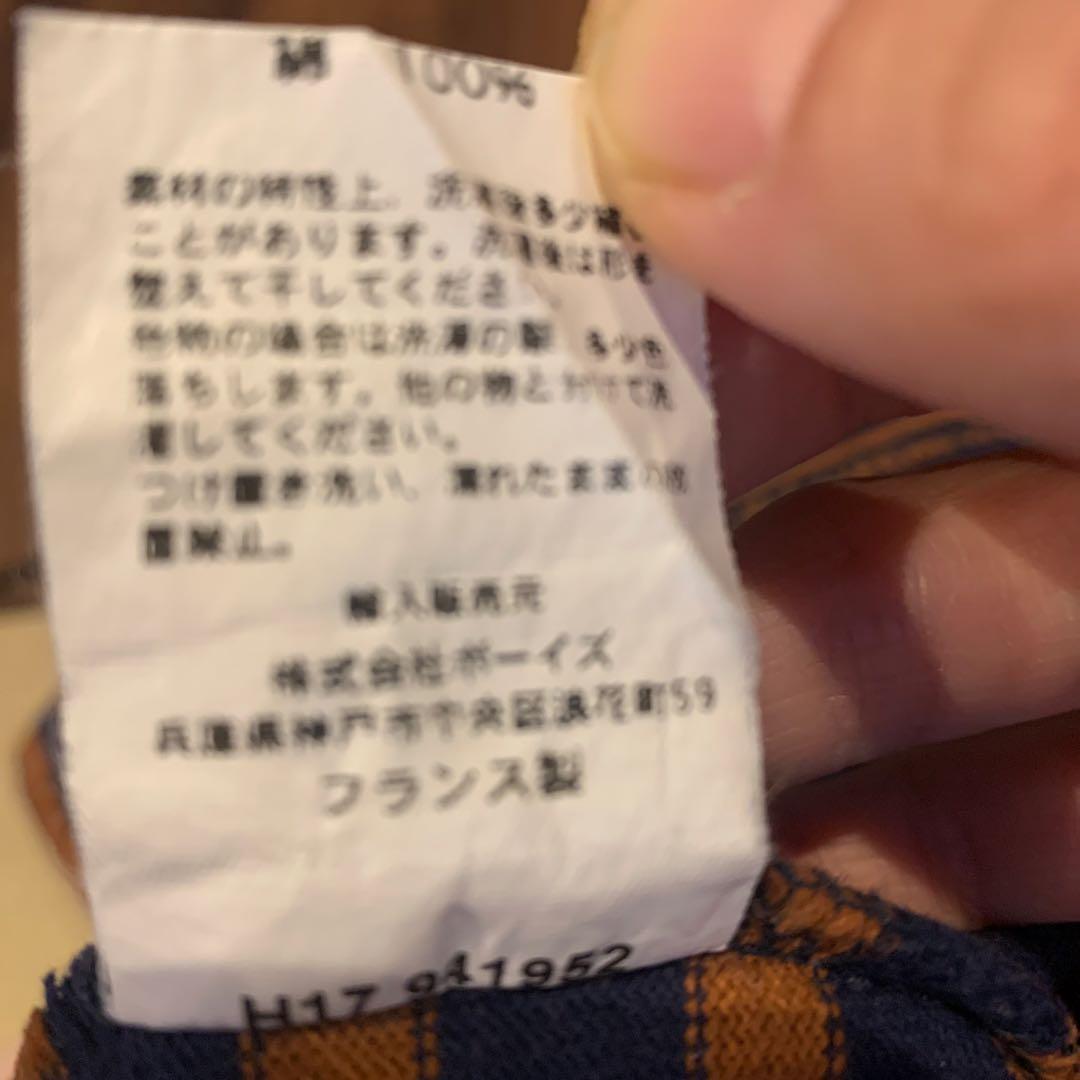 綿 100%
素材の特性上、洗濯後多少縮む
ことがあります。洗濯後は形を
整えて干してくださ
色物の場合は洗濯の際 多少色
落ちします。他の物と分けて洗
濯してください。
つけ置き洗い、濡れたままの放
置禁止。
輸入販売元
株式会社ボーイズ
兵庫県神戸市中央区浪花町59
フランス製
H17 941952